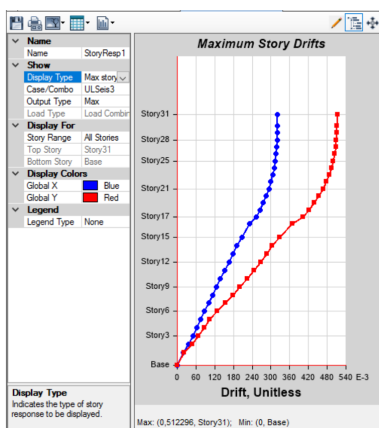 Name
Name StoryResp1
Show
Display Type Max story
Case/Combo ULSeis3
Output Type Max
Load Type Load Combin
Display For
Story Range All Stories
Top Story Story31
Bottom Story Base
Display Colors
Global X Blue
Global Y Red
Legend
Legend Type None
Display Type
Indicates the type of story
response to be displayed.
Maximum Story Drifts
Story31
Story28
Story25
Story21
Story17
Story15
Story12
Story9
Story6
Story3
Base
0 60 120 180 240 300 360 420 480 540 E-3
Drift, Unitless
Max: (0,512296, Story31); Min: (0, Base)